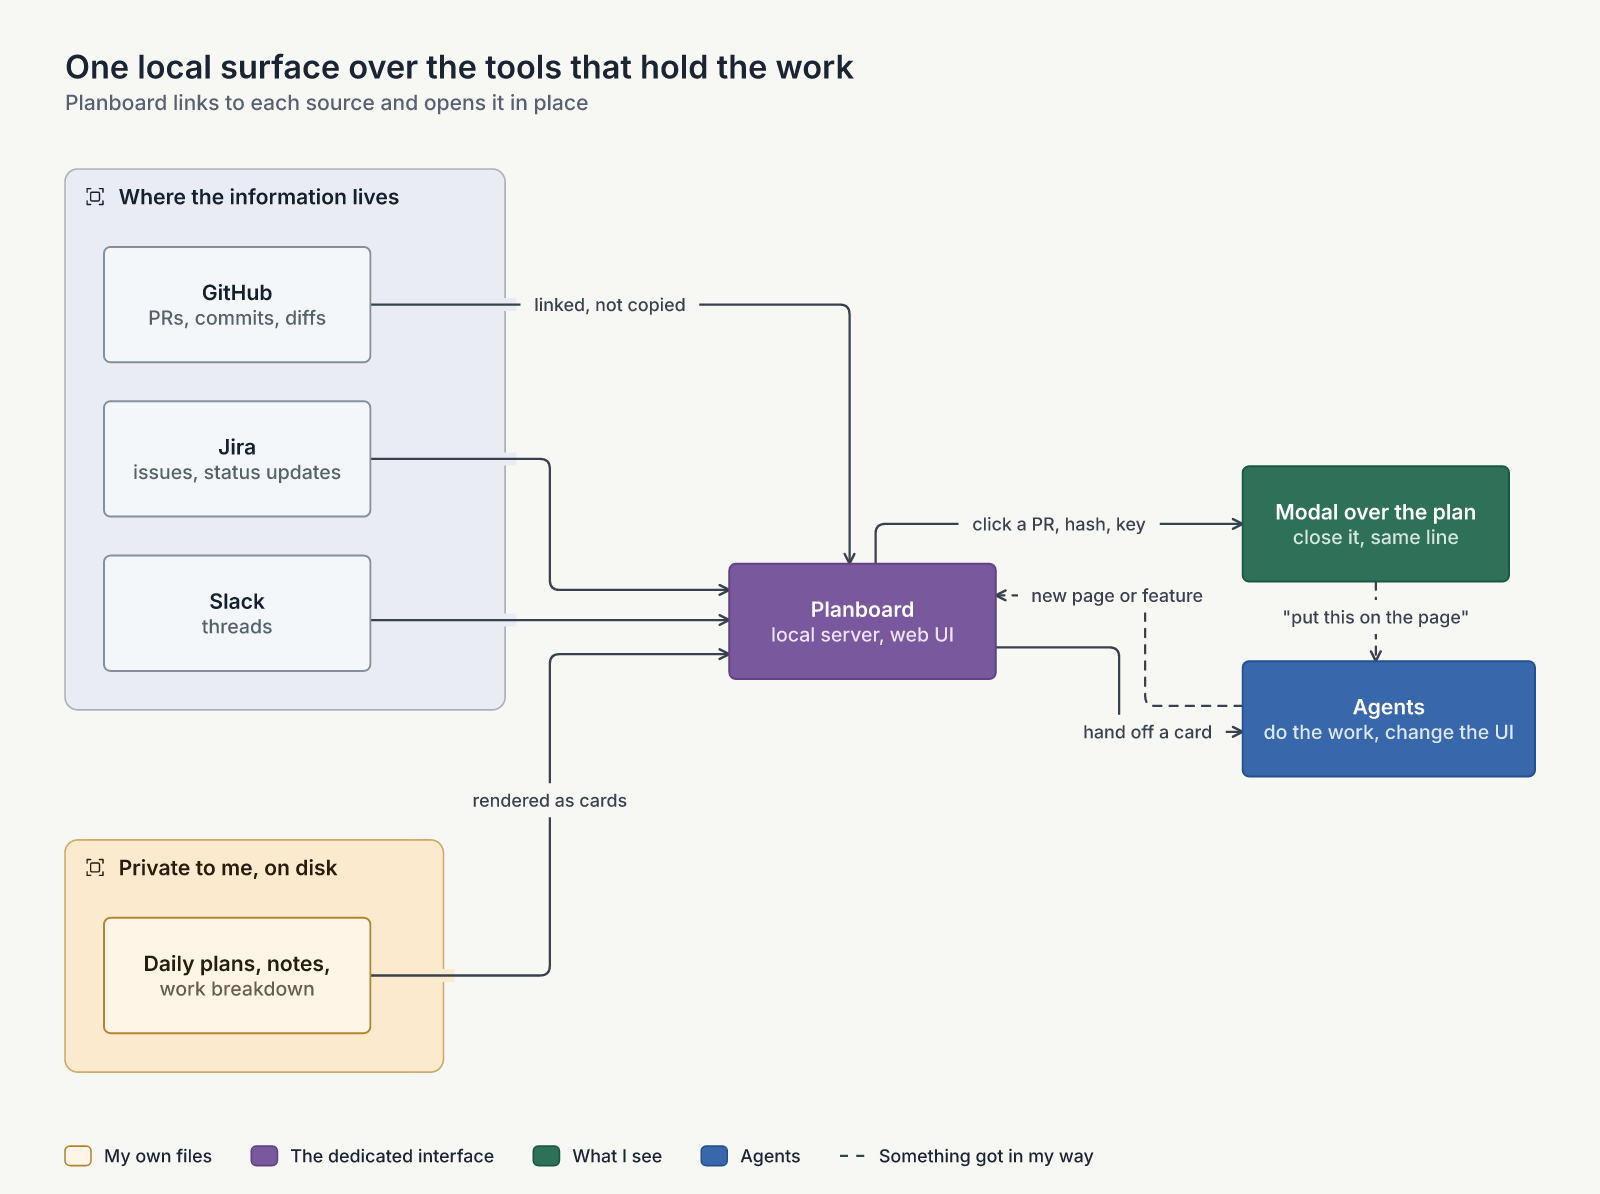 One local surface over the tools that hold the work
Planboard links to each source and opens it in place
Where the information lives
GitHub
PRs, commits, diffs
linked, not copied
Jira
issues, status updates
Slack
threads
Planboard
local server, web UI
click a PR, hash, key
Modal over the plan
close it, same line
new page or feature
"put this on the page"
hand off a card
Agents
do the work, change the UI
rendered as cards
Private to me, on disk
Daily plans, notes,
work breakdown
My own files
The dedicated interface
What I see
Agents
Something got in my way